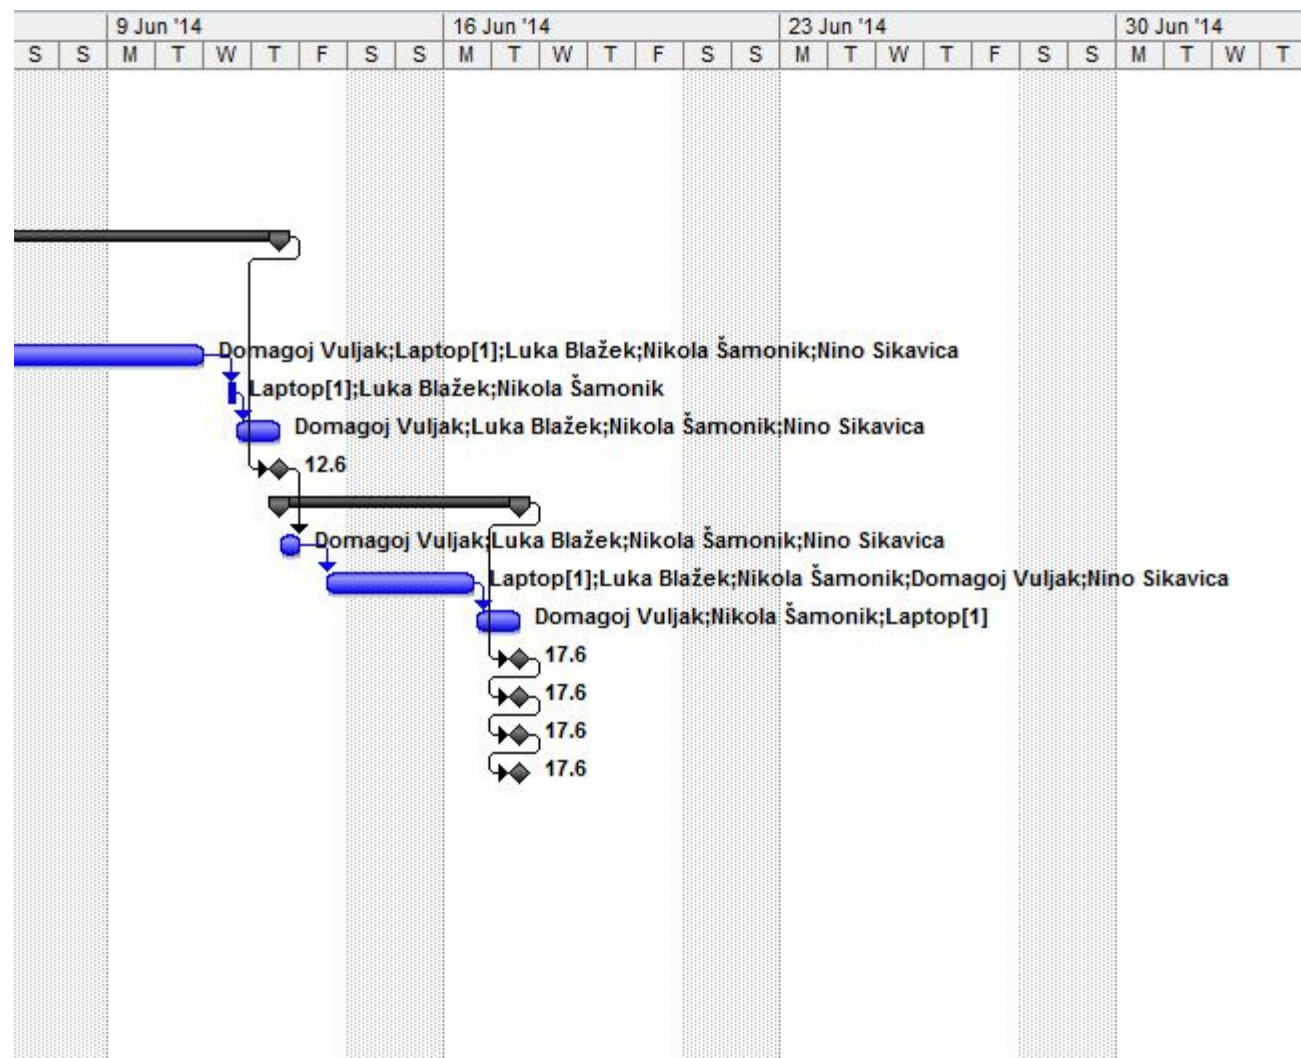 9 Jun '14 16 Jun '14 23 Jun '14 30 Jun '14
S S M T W T F S S M T W T F S S M T W T F S S M T W T
Domagoj Vuljak;Laptop[1];Luka Blažek;Nikola Šamonik;Nino Sikavica
Laptop[1];Luka Blažek;Nikola Šamonik
Domagoj Vuljak;Luka Blažek;Nikola Šamonik;Nino Sikavica
12.6
Domagoj Vuljak;Luka Blažek;Nikola Šamonik;Nino Sikavica
Laptop[1];Luka Blažek;Nikola Šamonik;Domagoj Vuljak;Nino Sikavica
Domagoj Vuljak;Nikola Šamonik;Laptop[1]
17.6
17.6
17.6
17.6